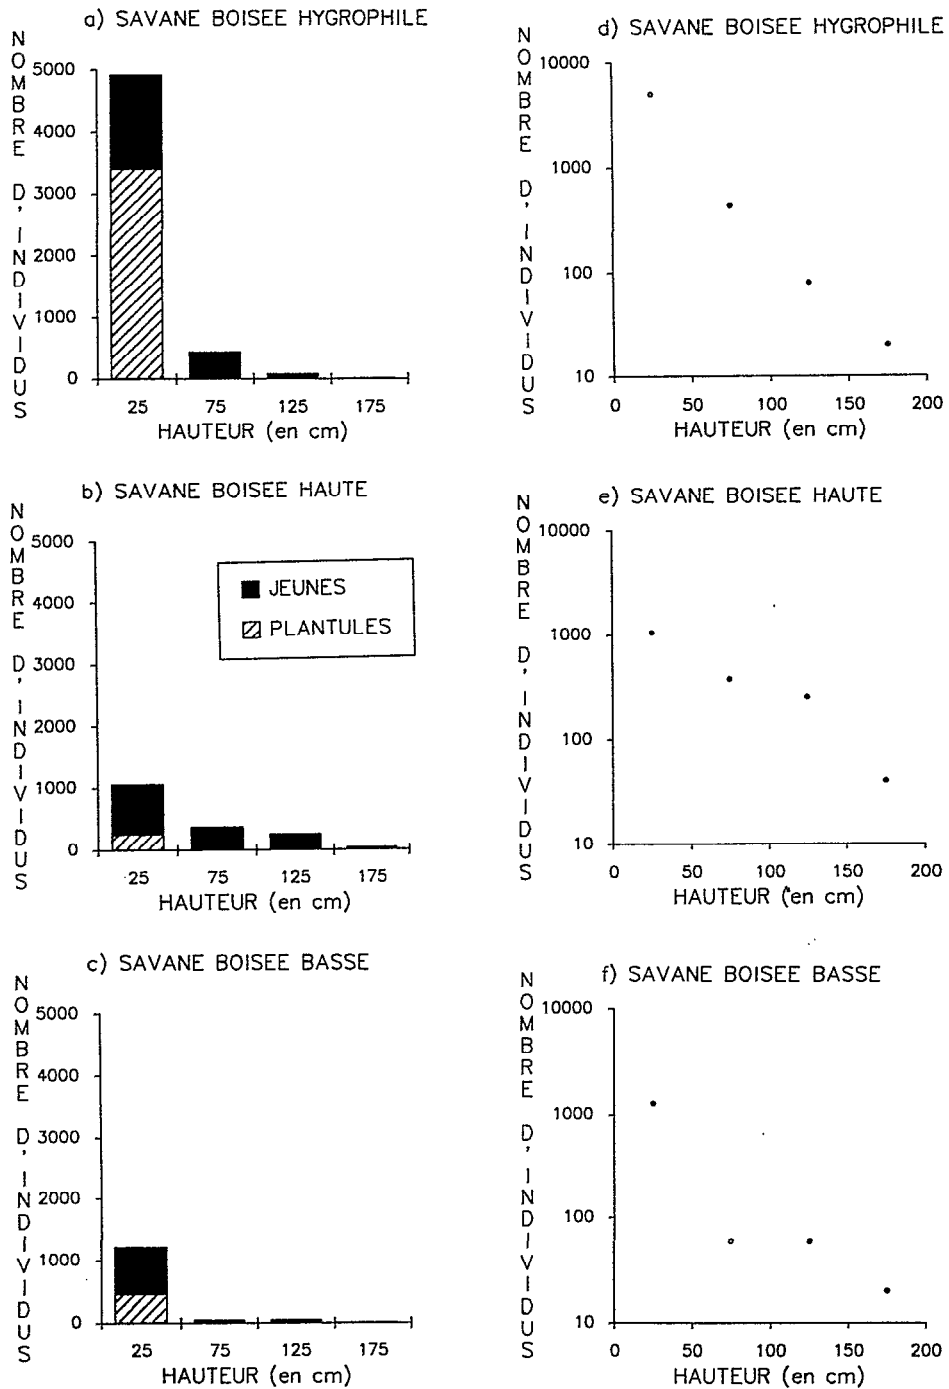 a) SAVANE BOISEE HYGROPHILE
NOMBRE D'INDIVIDUS
5000
4000
3000
2000
1000
0
25 75 125 175
HAUTEUR (en cm)
d) SAVANE BOISEE HYGROPHILE
NOMBRE D'INDIVIDUS
10000
1000
100
10
0 50 100 150 200
HAUTEUR (en cm)
b) SAVANE BOISEE HAUTE
NOMBRE D'INDIVIDUS
5000
4000
3000
2000
1000
0
JEUNES
PLANTULES
25 75 125 175
HAUTEUR (en cm)
e) SAVANE BOISEE HAUTE
NOMBRE D'INDIVIDUS
10000
1000
100
10
0 50 100 150 200
HAUTEUR (en cm)
c) SAVANE BOISEE BASSE
NOMBRE D'INDIVIDUS
5000
4000
3000
2000
1000
0
25 75 125 175
HAUTEUR (en cm)
f) SAVANE BOISEE BASSE
NOMBRE D'INDIVIDUS
10000
1000
100
10
0 50 100 150 200
HAUTEUR (en cm)